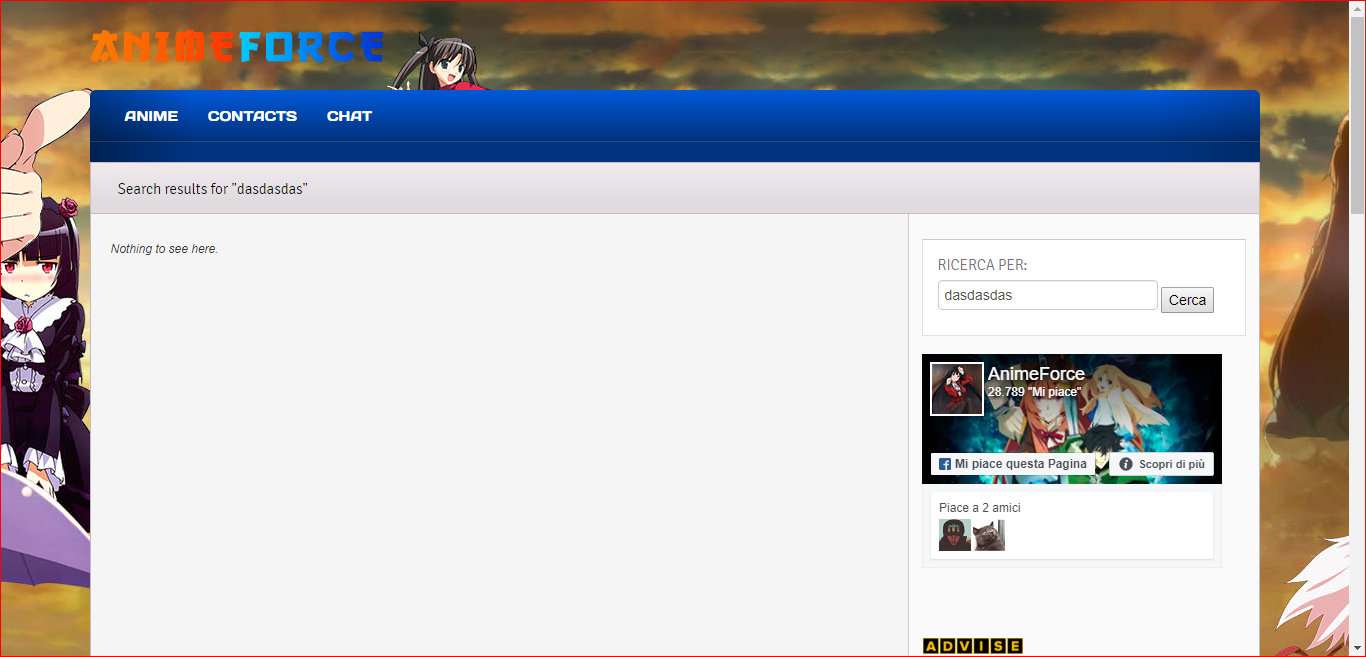 ANIMEFORCE
ANIME CONTACTS CHAT
Search results for "dasdasdas"
Nothing to see here.
RICERCA PER:
dasdasdas Cerca
AnimeForce
28.789 "Mi piace"
Mi piace questa Pagina Scopri di più
Piace a 2 amici
ADVISE